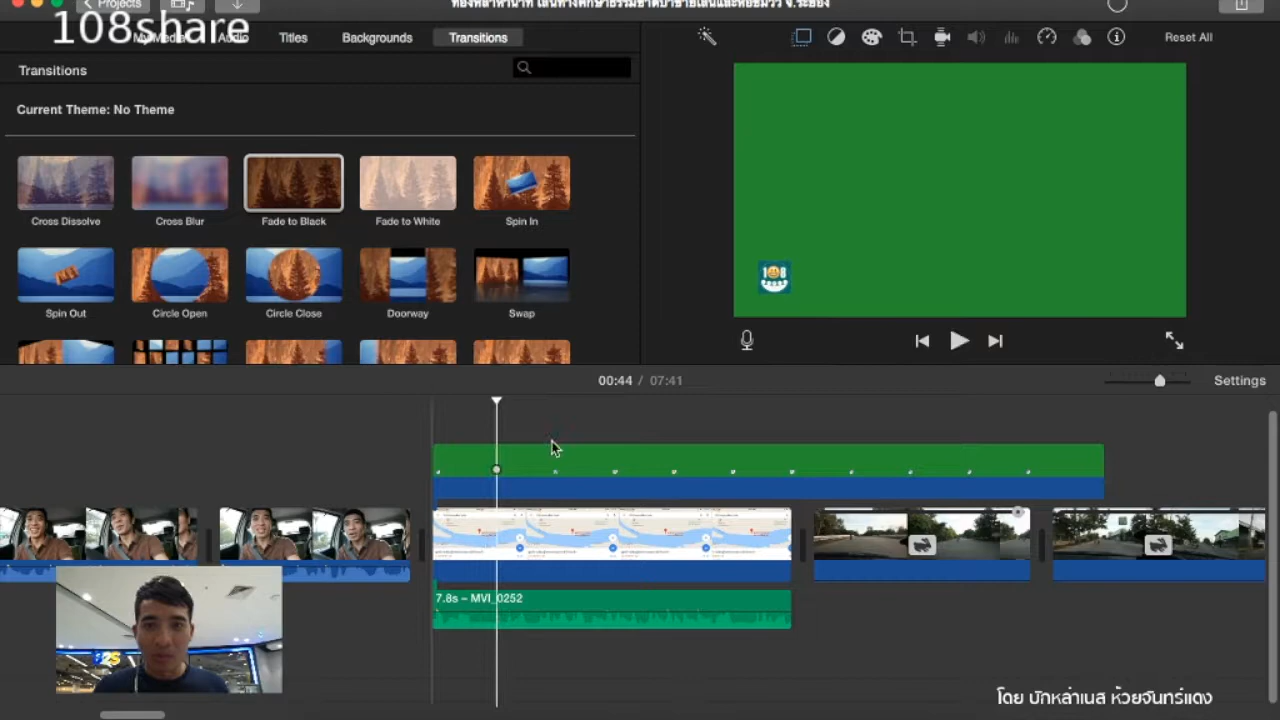 Projects
108share
Titles
Backgrounds
Transitions
Reset All
Transitions
Current Theme: No Theme
Cross Dissolve
Cross Blur
Fade to Black
Fade to White
Spin In
Spin Out
Circle Open
Circle Close
Doorway
Swap
00:44 / 07:41
Settings
7.8s – MVI_0252
โดย บักหล่าเนส ห้วยจันทร์แดง